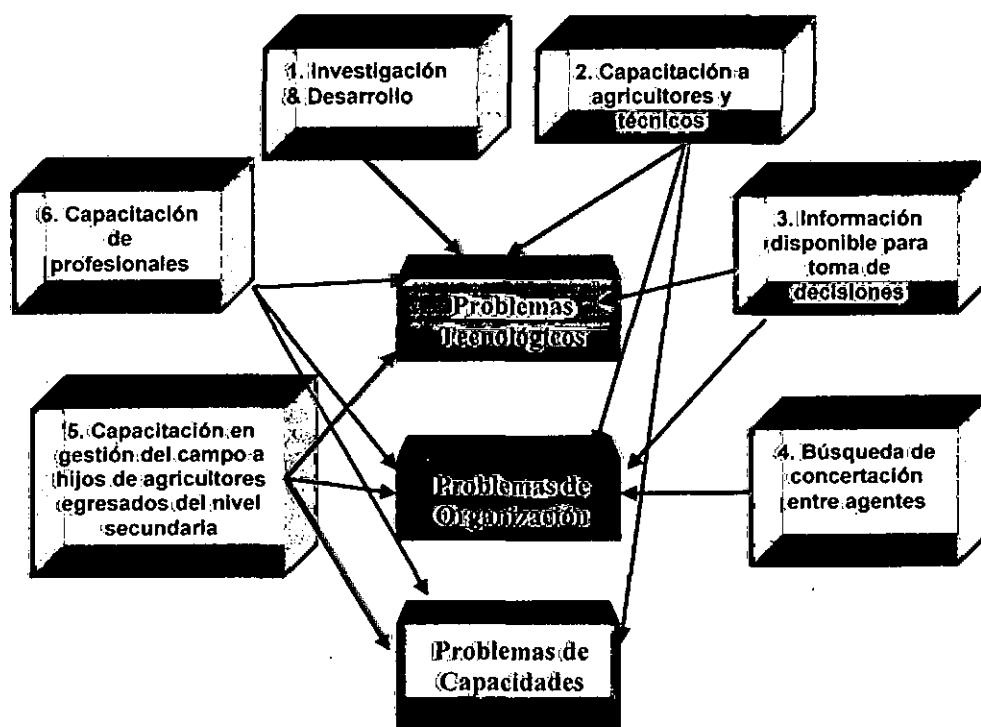 1. Investigación
& Desarrollo
2. Capacitación a
agricultores y
técnicos
6. Capacitación
de
profesionales
3. Información
disponible para
toma de
decisiones
Problemas
Tecnológicos
5. Capacitación en
gestión del campo a
hijos de agricultores
egresados del nivel
secundaria
Problemas de
Organización
4. Búsqueda de
concertación
entre agentes
Problemas de
Capacidades